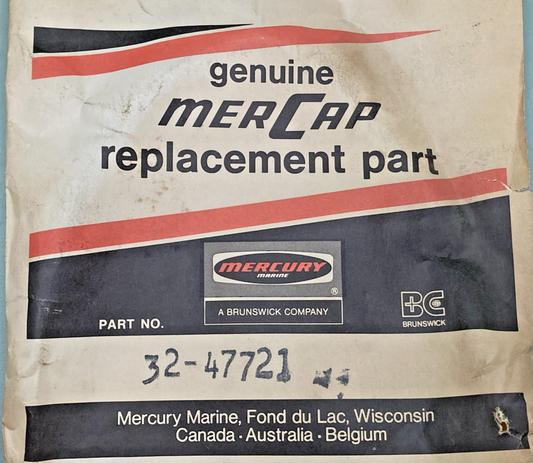 genuine
MERCAP
replacement part
MERCURY
MARINE
®
A BRUNSWICK COMPANY
BC
BRUNSWICK
PART NO.
32-47721
Mercury Marine, Fond du Lac, Wisconsin
Canada · Australia · Belgium